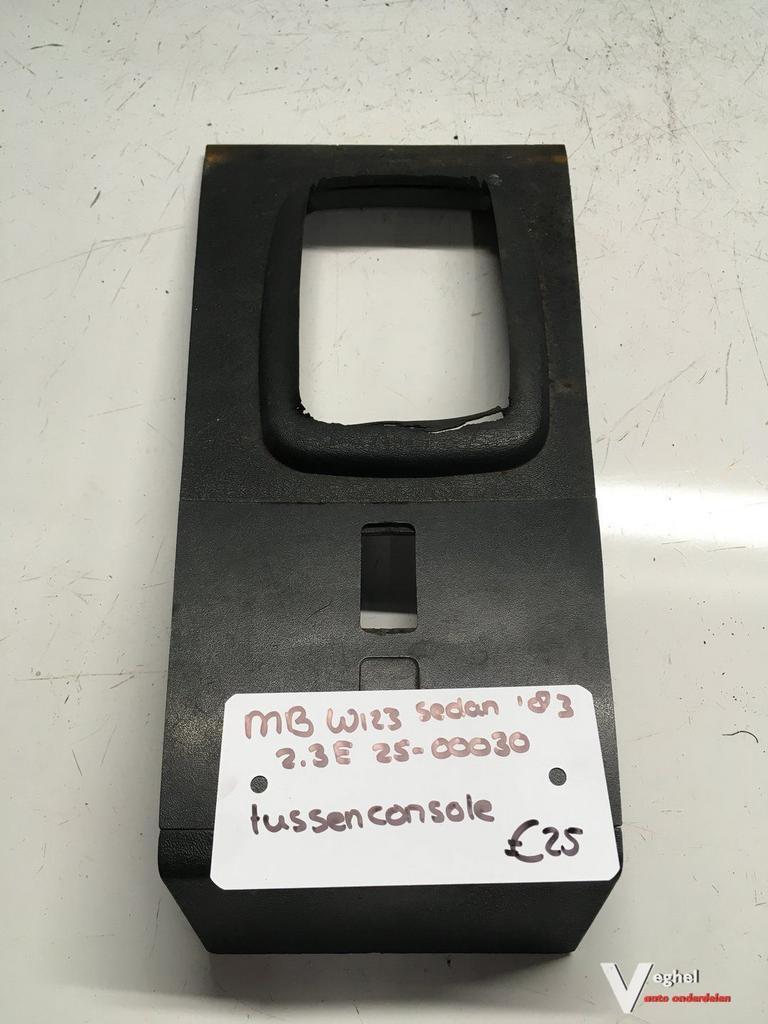 MB W123 sedan '83
2.3E 25-00030
tussenconsole
€25
Veghel
auto onderdelen